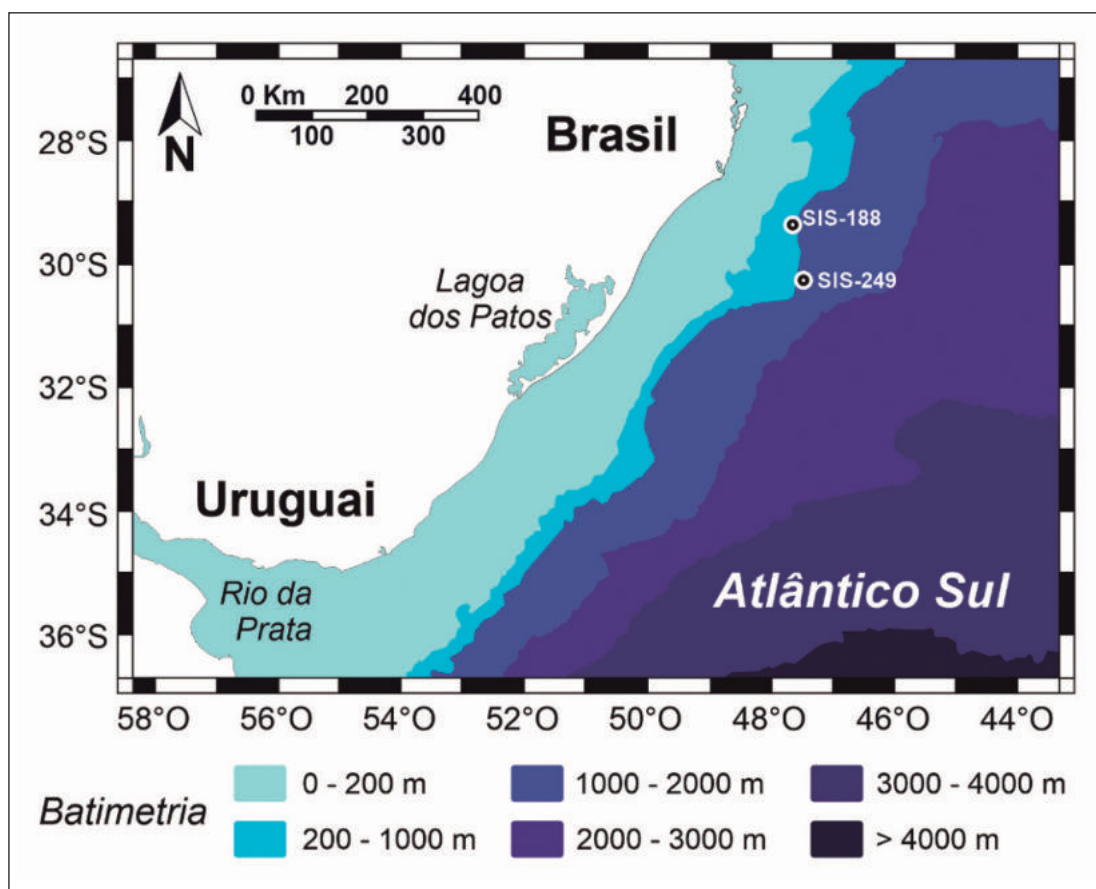 0 Km 200 400
100 300
N
Brasil
28°S
30°S
32°S
34°S
36°S
SIS-188
SIS-249
Lagoa
dos Patos
Uruguai
Rio da
Prata
Atlântico Sul
58°O 56°O 54°O 52°O 50°O 48°O 46°O 44°O
Batimetria
0 - 200 m
200 - 1000 m
1000 - 2000 m
2000 - 3000 m
3000 - 4000 m
> 4000 m